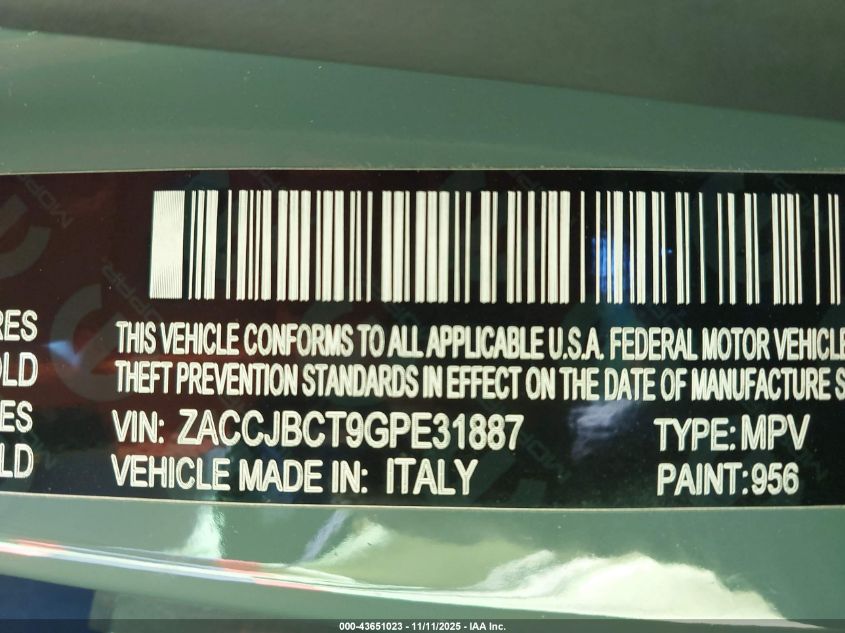 RES
OLD
ES
LD
THIS VEHICLE CONFORMS TO ALL APPLICABLE U.S.A. FEDERAL MOTOR VEHICLE
THEFT PREVENTION STANDARDS IN EFFECT ON THE DATE OF MANUFACTURE S
VIN: ZACCJBCT9GPE31887 TYPE: MPV
VEHICLE MADE IN: ITALY PAINT: 956
MOPAR
MOPAR
000-43651023 - 11/11/2025 - IAA Inc.